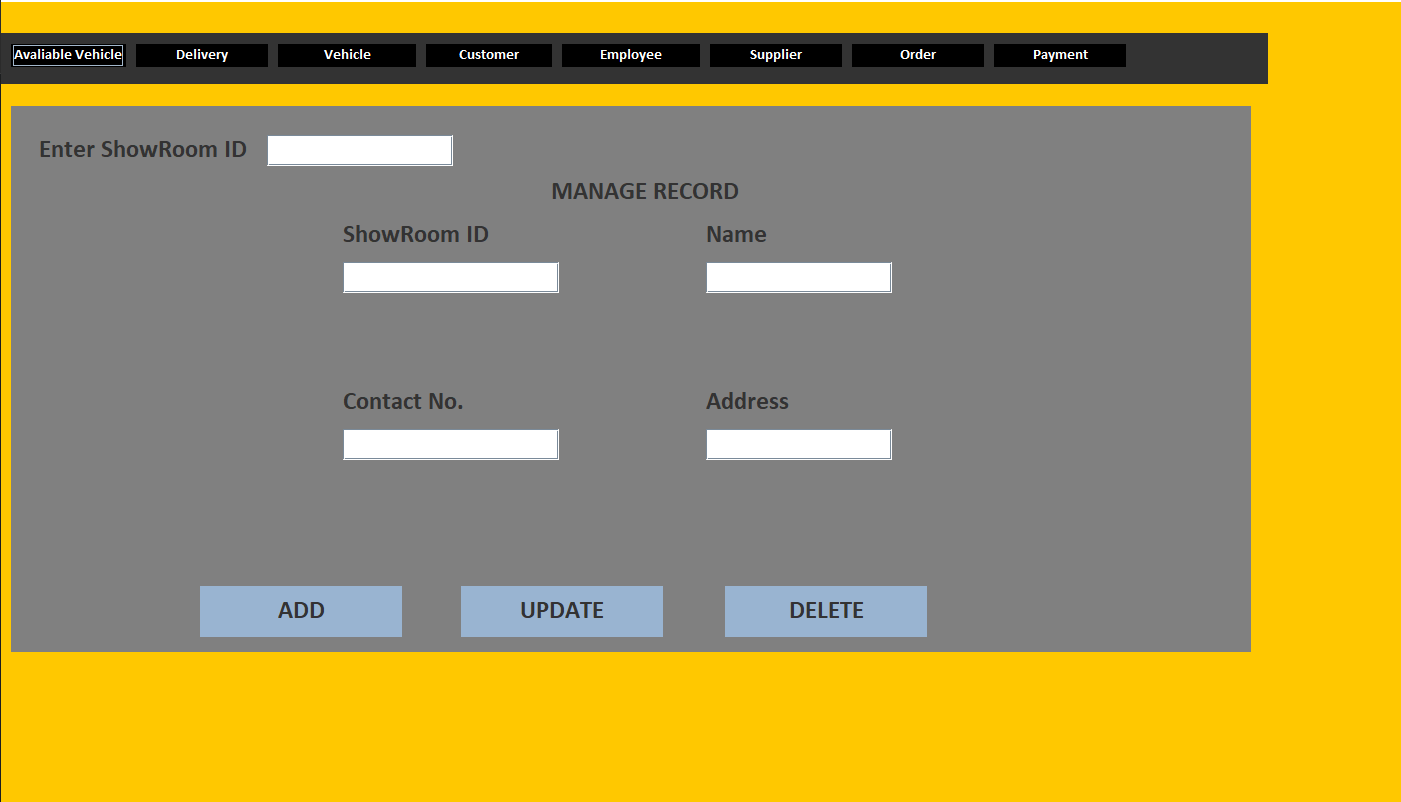 Avaliable Vehicle Delivery Vehicle Customer Employee Supplier Order Payment
Enter ShowRoom ID
MANAGE RECORD
ShowRoom ID Name
Contact No. Address
ADD UPDATE DELETE